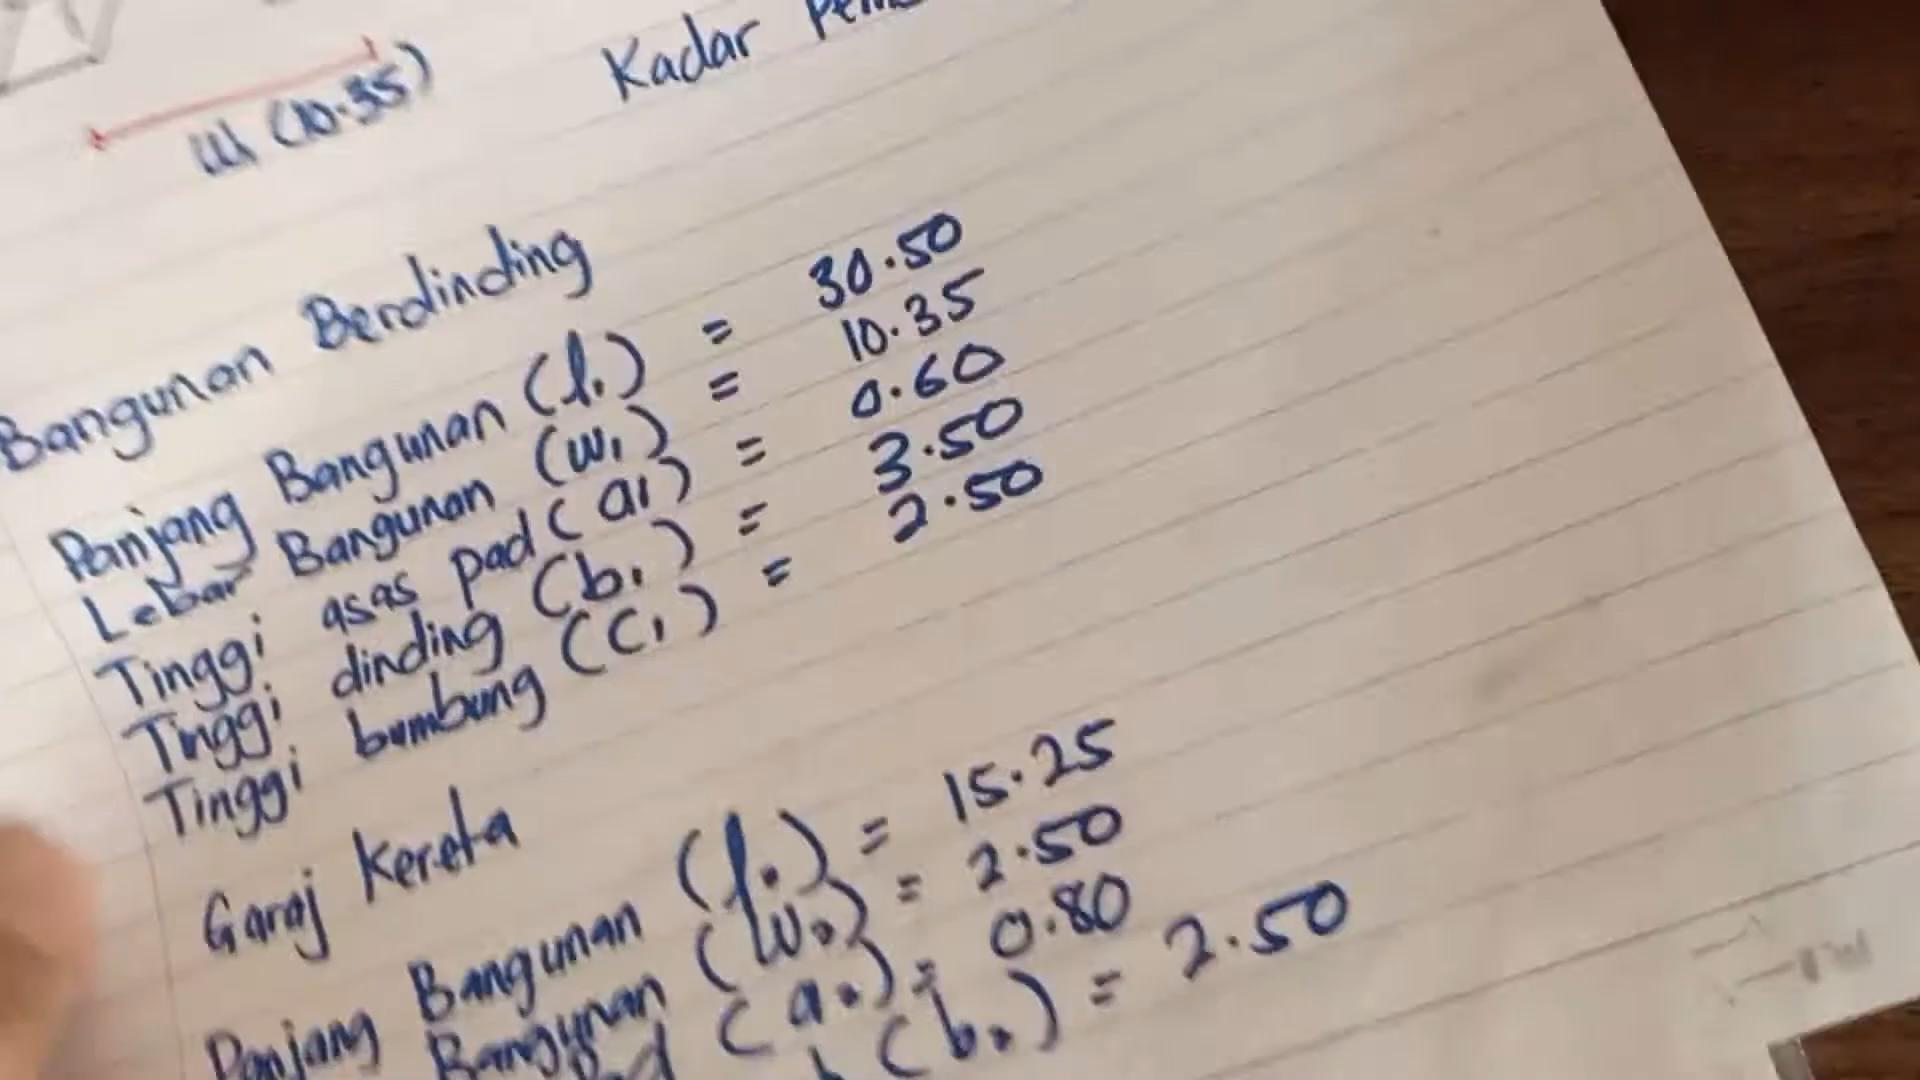 (10.35)
Kadar
Bangunan Berdinding
Panjang Bangunan (l1) = 30.50
Lebar Bangunan (w1) = 10.35
Tinggi asas pad (a1) = 0.60
Tinggi dinding (b1) = 3.50
Tinggi bumbung (c1) = 2.50
Garaj Kereta
Panjang Bangunan (l2) = 15.25
Bangunan (w2) = 2.50
Pad (a2) = 0.80
(b2) = 2.50